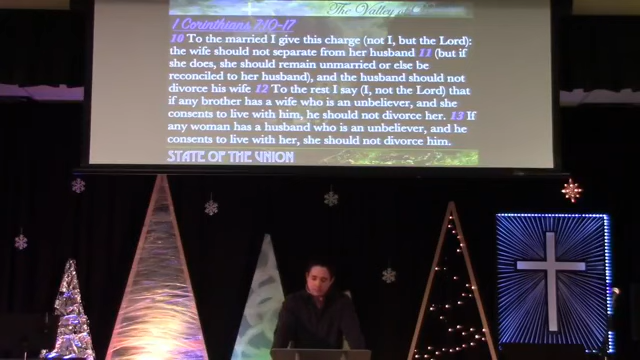 The Valley
1 Corinthians 7:10-17
10 To the married I give this charge (not I, but the Lord):
the wife should not separate from her husband 11 (but if
she does, she should remain unmarried or else be
reconciled to her husband), and the husband should not
divorce his wife 12 To the rest I say (I, not the Lord) that
if any brother has a wife who is an unbeliever, and she
consents to live with him, he should not divorce her. 13 If
any woman has a husband who is an unbeliever, and he
consents to live with her, she should not divorce him.
STATE OF THE UNION